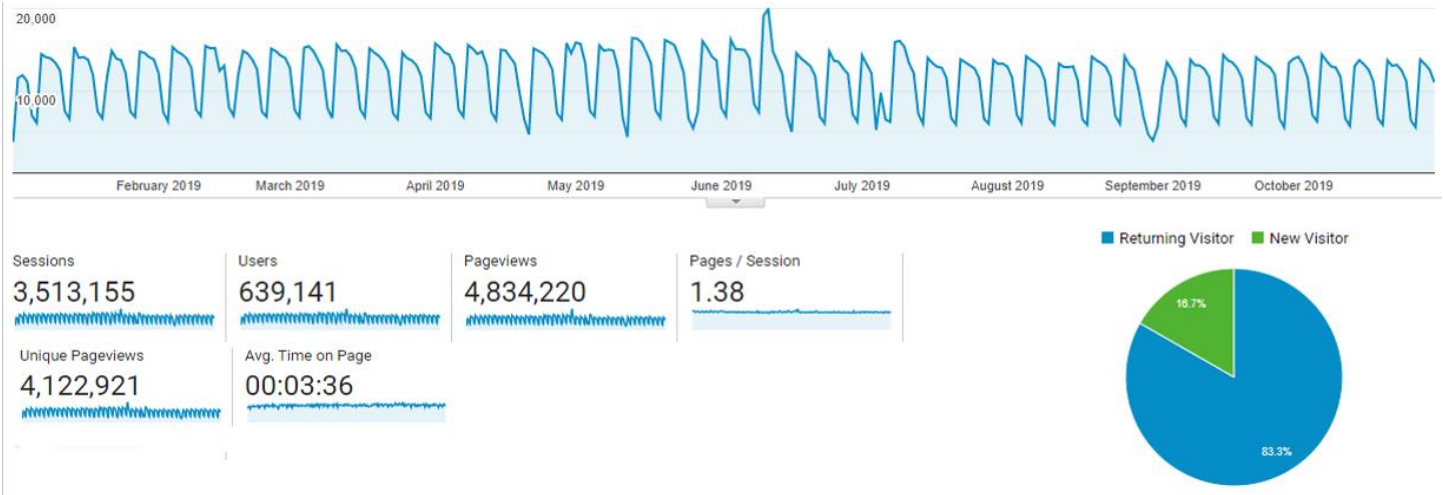 20,000
10,000
February 2019 March 2019 April 2019 May 2019 June 2019 July 2019 August 2019 September 2019 October 2019
Returning Visitor New Visitor
Sessions Users Pageviews Pages / Session
3,513,155 639,141 4,834,220 1.38
16.7%
Unique Pageviews Avg. Time on Page
4,122,921 00:03:36
83.3%